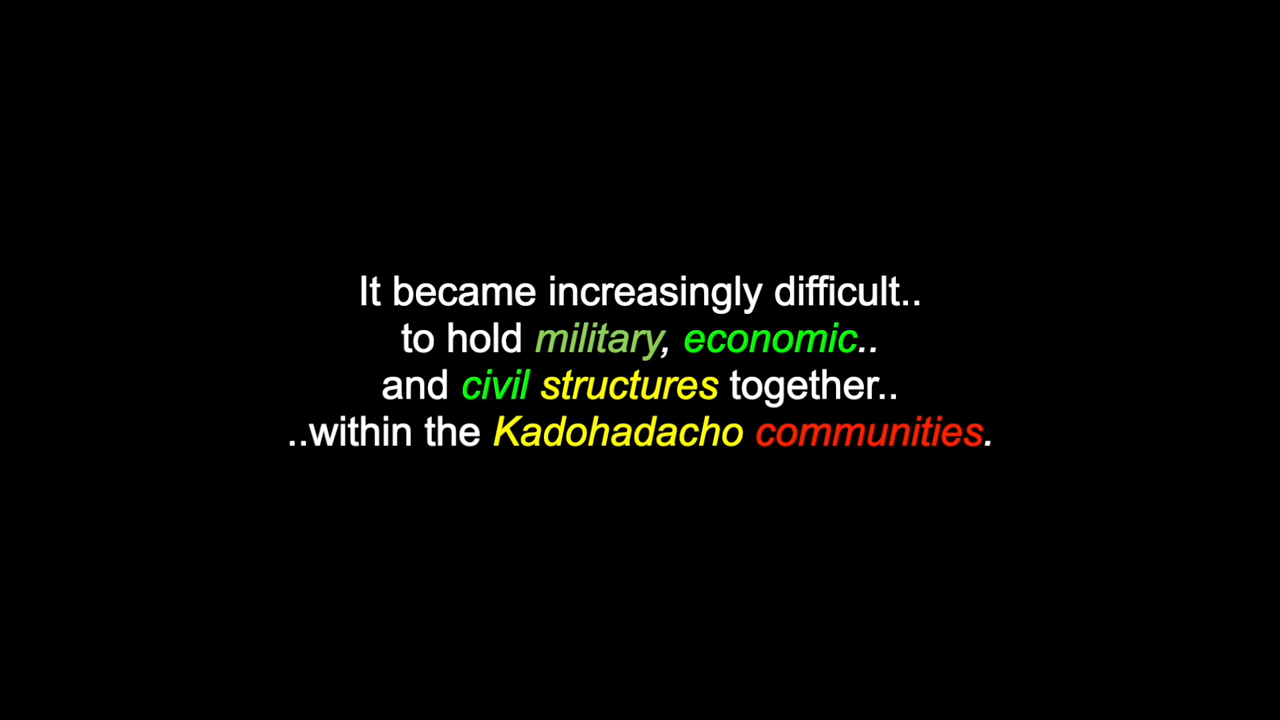 It became increasingly difficult..
to hold military, economic..
and civil structures together..
..within the Kadohadacho communities.